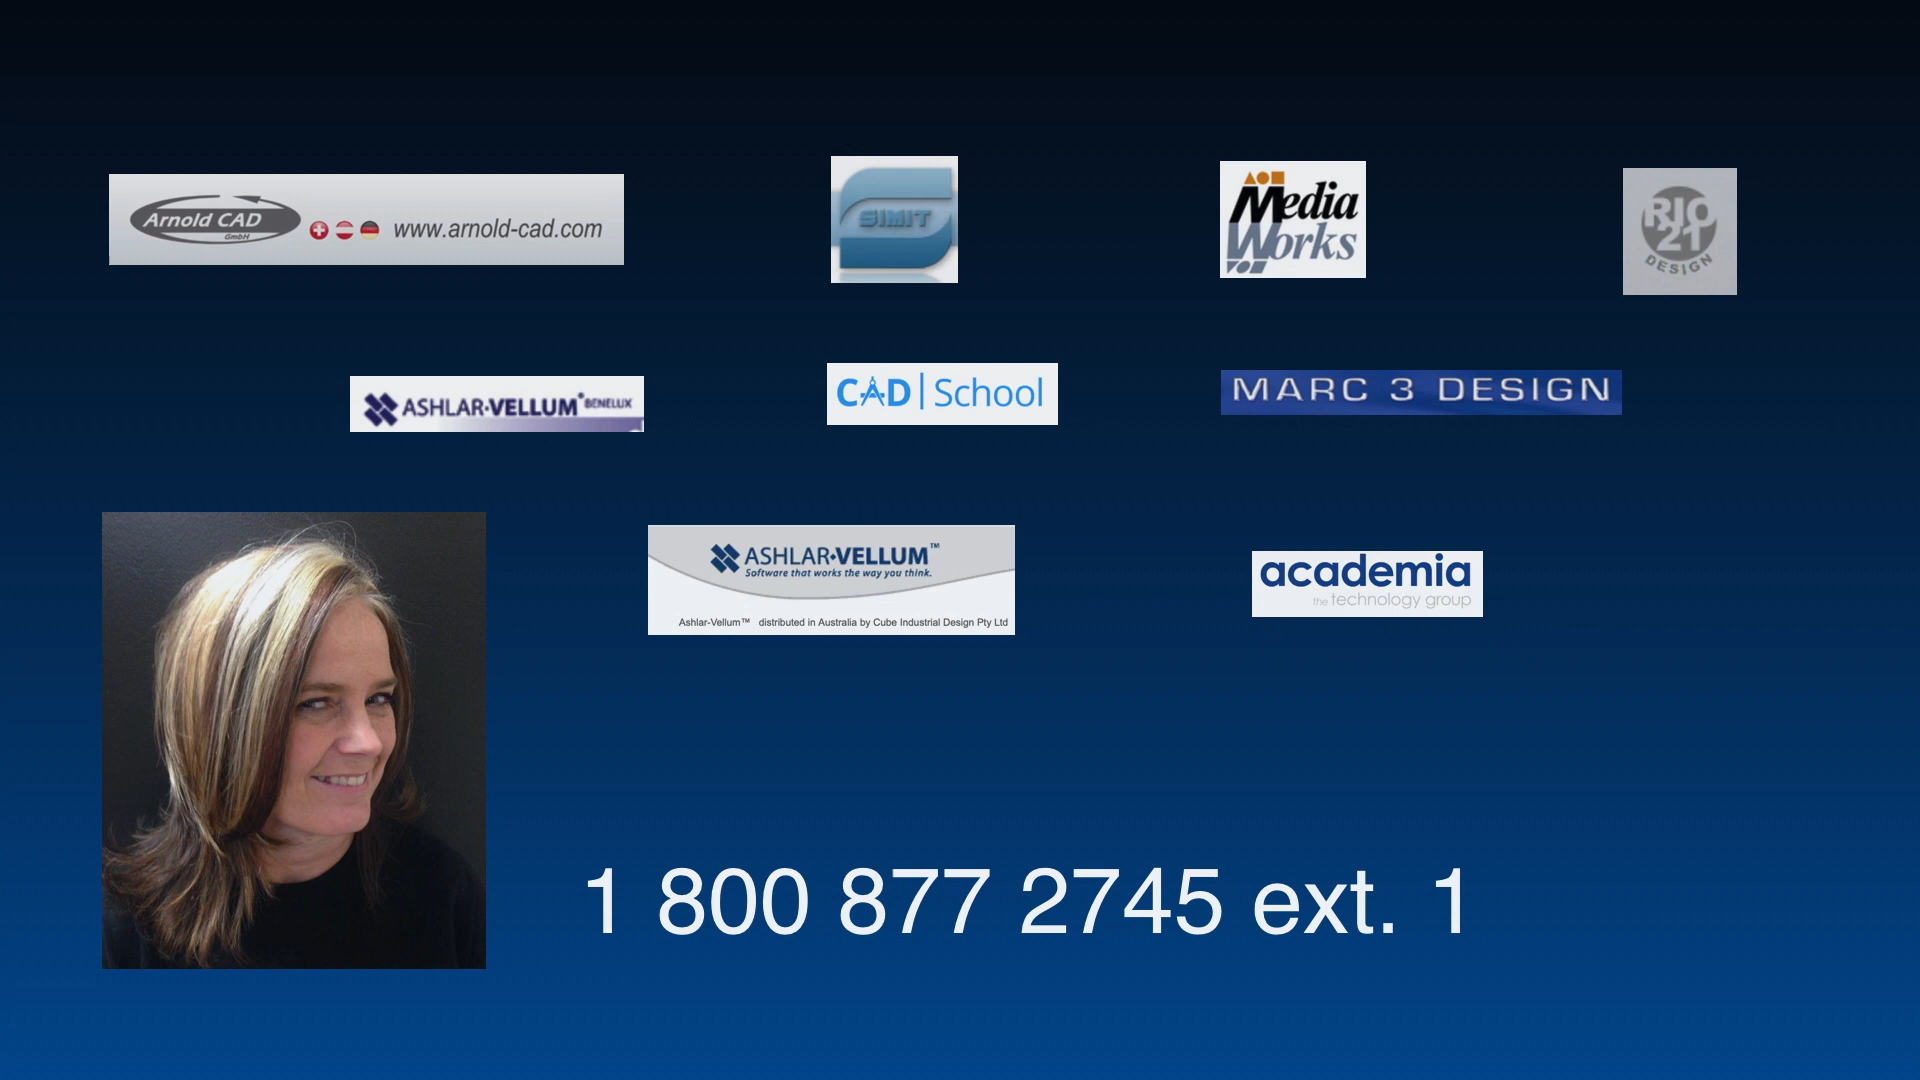 Arnold CAD
GmbH
www.arnold-cad.com
SIMIT
Media
Works
RIO
21
DESIGN
ASHLAR-VELLUM BENELUX
CAD|School
MARC 3 DESIGN
ASHLAR-VELLUM™
Software that works the way you think.
Ashlar-Vellum™ distributed in Australia by Cube Industrial Design Pty Ltd
academia
the technology group
1 800 877 2745 ext. 1